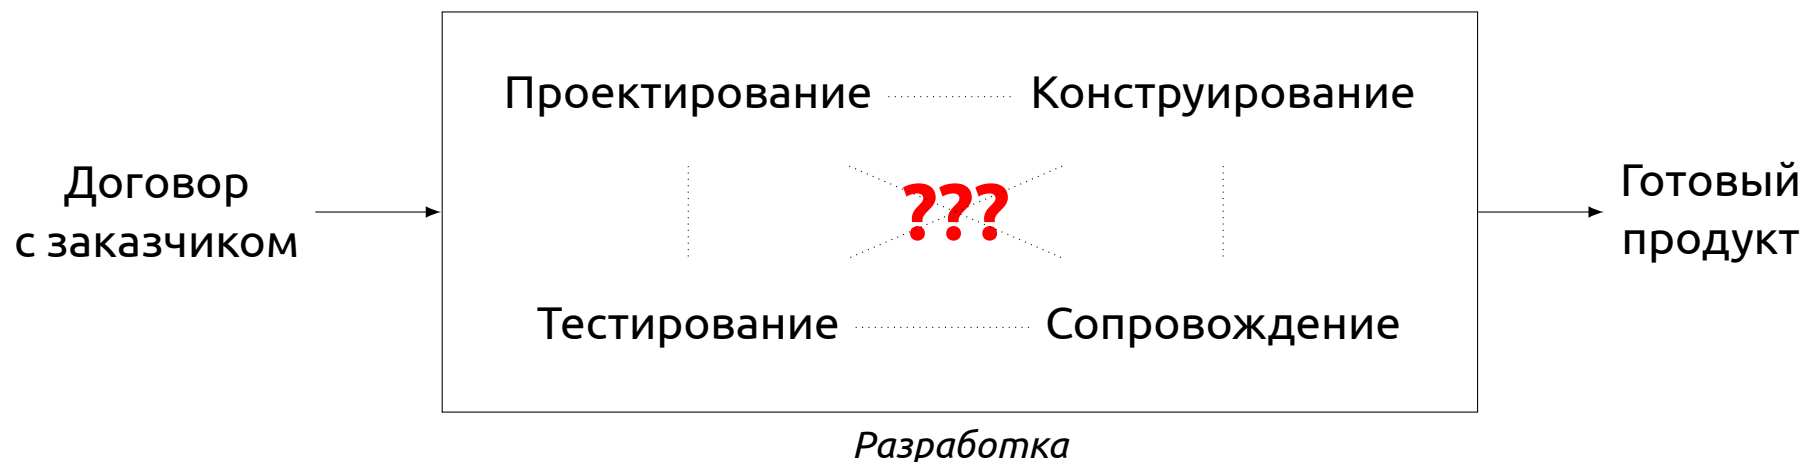 Проектирование
Конструирование
Договор
с заказчиком
???
Готовый
продукт
Тестирование
Сопровождение
Разработка